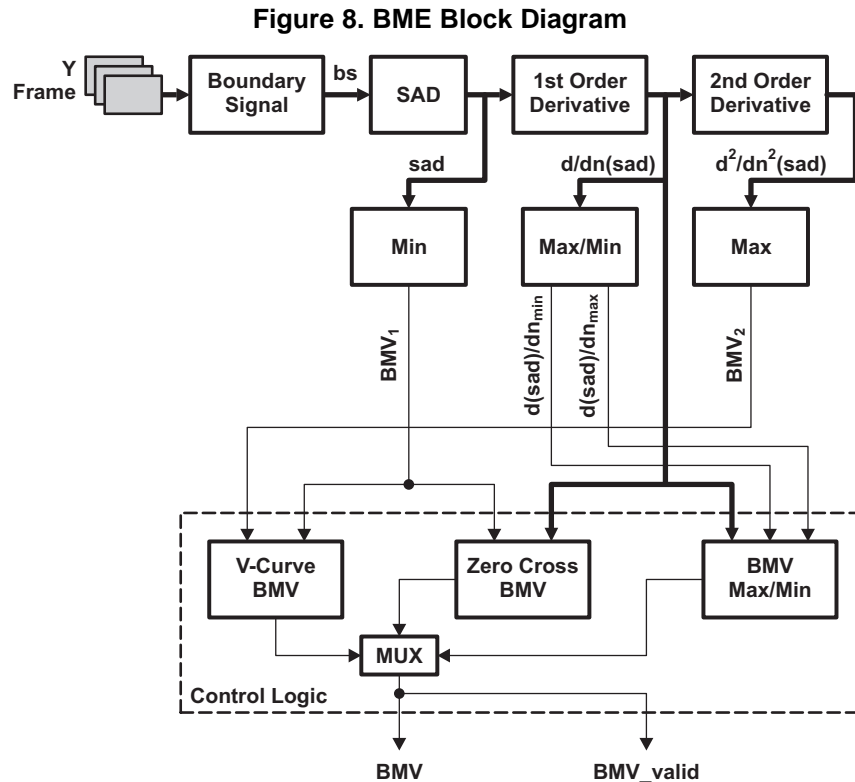 Figure 8. BME Block Diagram
Y
Frame
Boundary
Signal
bs
SAD
1st Order
Derivative
2nd Order
Derivative
sad
d/dn(sad)
d²/dn²(sad)
Min
Max/Min
Max
BMV₁
d(sad)/dnₘᵢₙ
d(sad)/dnₘₐₓ
BMV₂
V-Curve
BMV
Zero Cross
BMV
BMV
Max/Min
MUX
Control Logic
BMV
BMV_valid